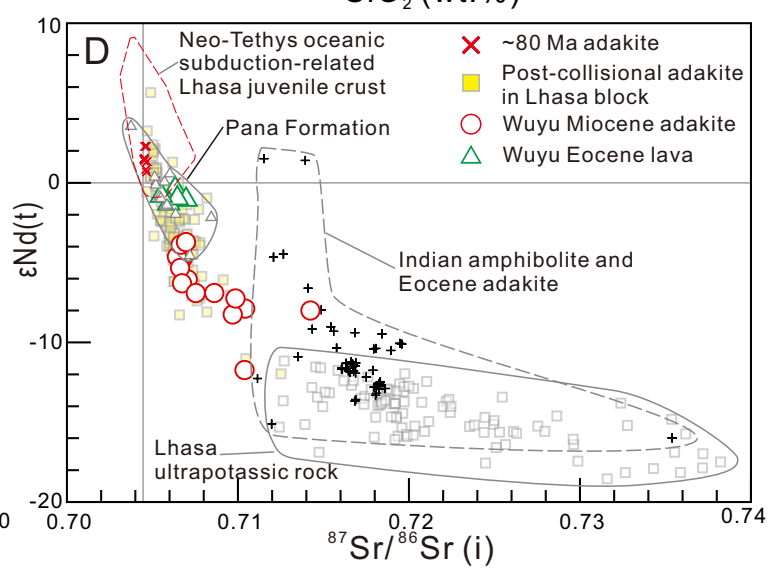 D
Neo-Tethys oceanic
subduction-related
Lhasa juvenile crust
Pana Formation
~80 Ma adakite
Post-collisional adakite
in Lhasa block
Wuyu Miocene adakite
Wuyu Eocene lava
Indian amphibolite and
Eocene adakite
Lhasa
ultrapotassic rock
εNd(t)
10
0
-10
-20
0
0.70
0.71
0.72
0.73
0.74
⁸⁷Sr/⁸⁶Sr (i)